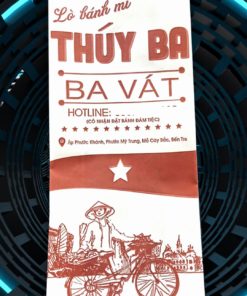 Lò bánh mì
THÚY BA
BA VÁT
HOTLINE:
(CÓ NHẬN ĐẶT BÁNH ĐÁM TIỆC)
Ấp Phước Khánh, Phước Mỹ Trung, Mỏ Cày Bắc, Bến Tre